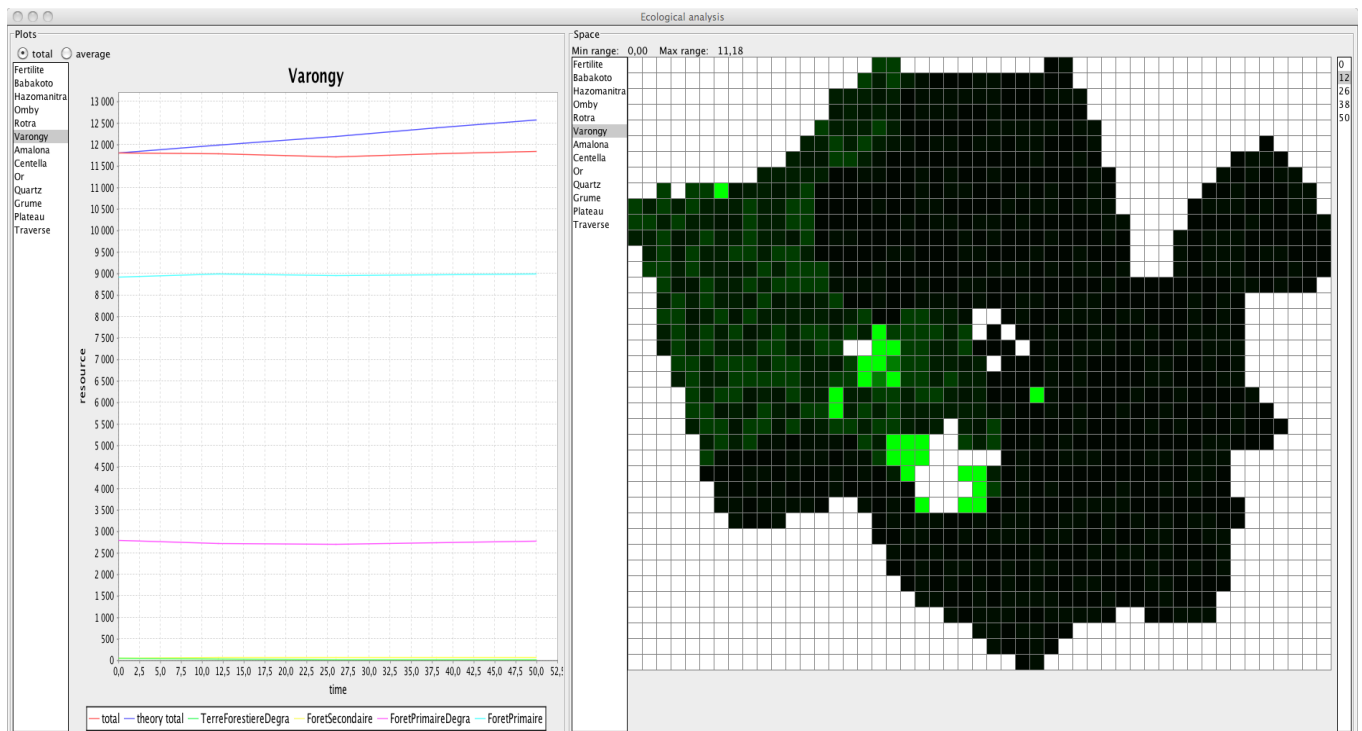 Ecological analysis
Plots
total average
Fertilite
Babakoto
Hazomanitra
Omby
Rotra
Varongy
Amalona
Centella
Or
Quartz
Grume
Plateau
Traverse
Varongy
13 000
12 500
12 000
11 500
11 000
10 500
10 000
9 500
9 000
8 500
8 000
7 500
7 000
6 500
6 000
5 500
5 000
4 500
4 000
3 500
3 000
2 500
2 000
1 500
1 000
500
0
resource
0,0 2,5 5,0 7,5 10,0 12,5 15,0 17,5 20,0 22,5 25,0 27,5 30,0 32,5 35,0 37,5 40,0 42,5 45,0 47,5 50,0 52,5
time
total theory total TerreForestiereDegra ForetSecondaire ForetPrimaireDegra ForetPrimaire
Space
Min range: 0,00 Max range: 11,18
Fertilite
Babakoto
Hazomanitra
Omby
Rotra
Varongy
Amalona
Centella
Or
Quartz
Grume
Plateau
Traverse
0
12
26
38
50